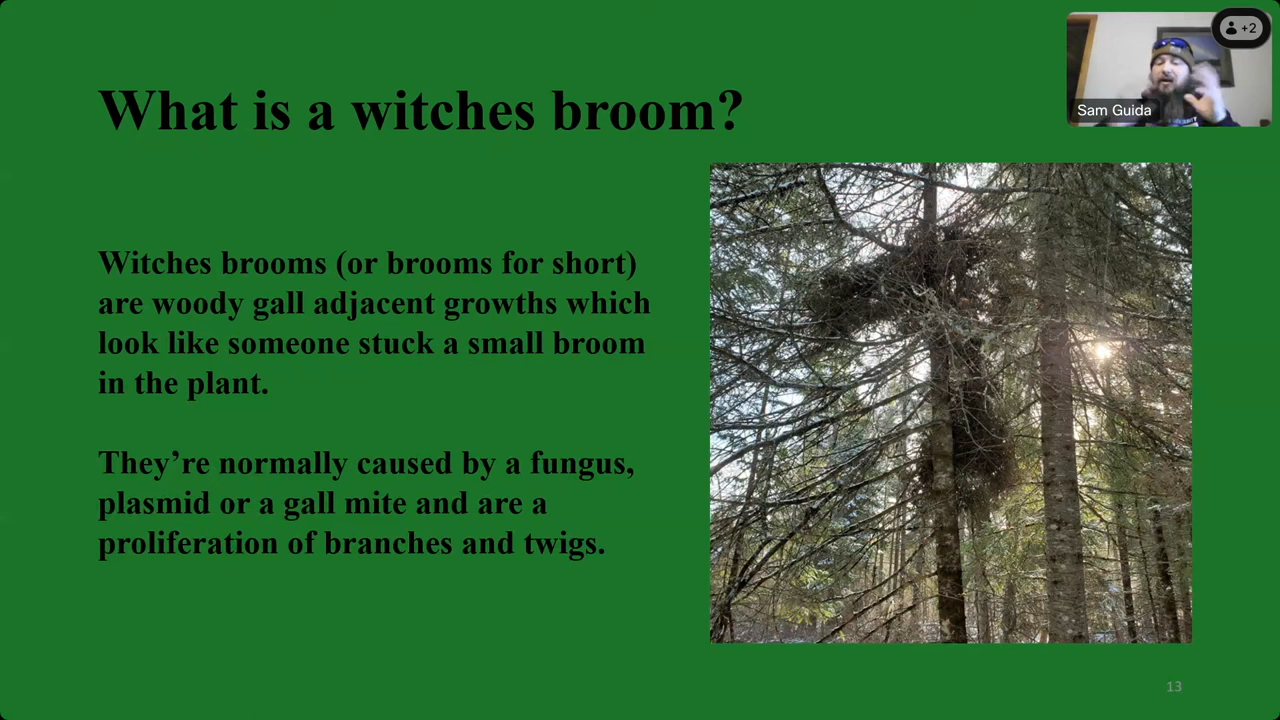 What is a witches broom?
+2
Sam Guida
Witches brooms (or brooms for short)
are woody gall adjacent growths which
look like someone stuck a small broom
in the plant.
They’re normally caused by a fungus,
plasmid or a gall mite and are a
proliferation of branches and twigs.
13